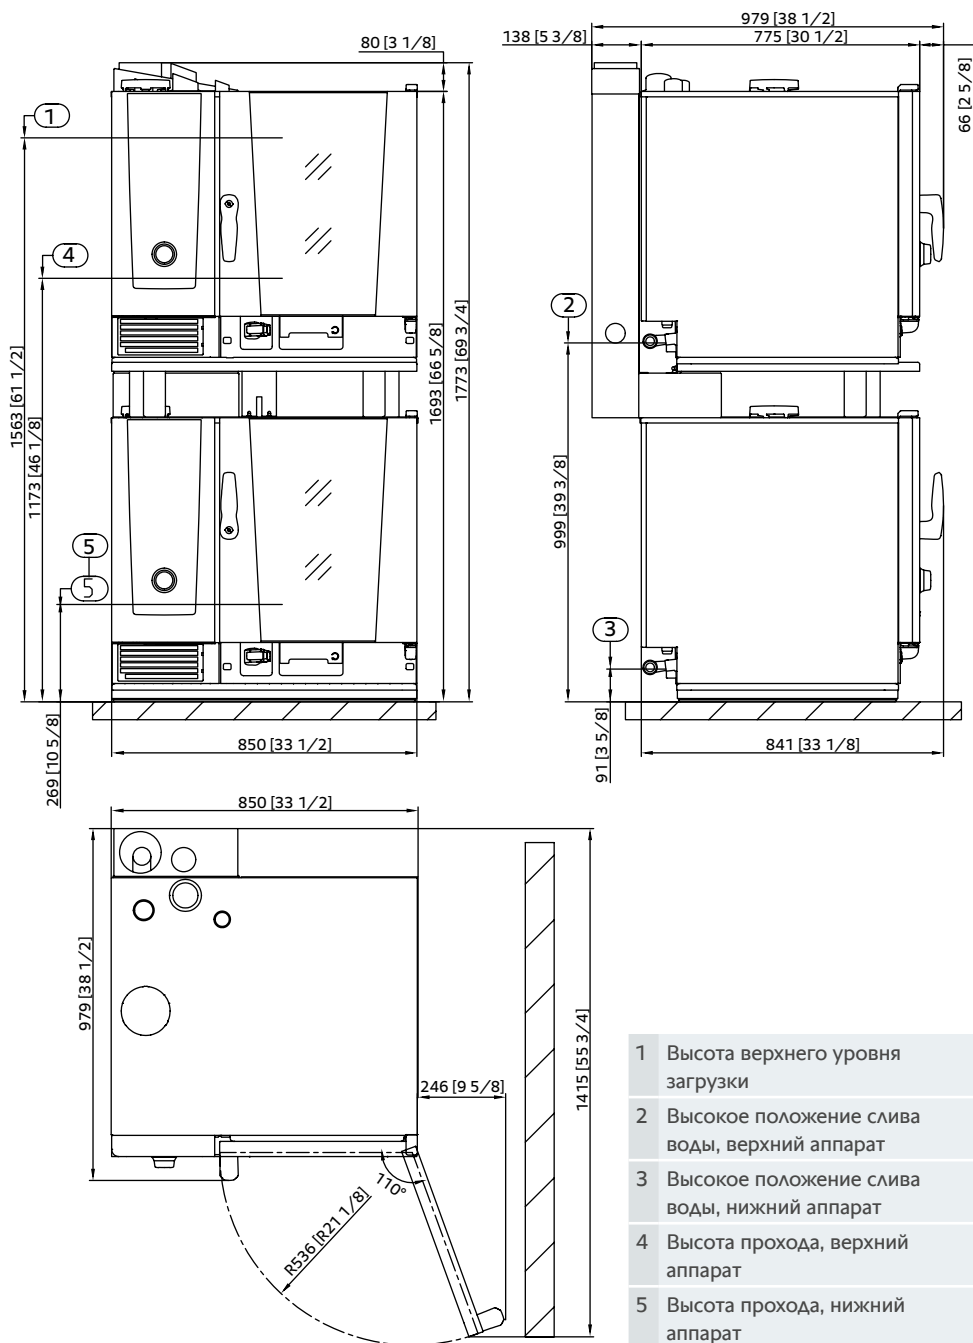 80 [3 1/8]
1
4
1563 [61 1/2]
1173 [46 1/8]
5
5
269 [10 5/8]
1693 [66 5/8]
1773 [69 3/4]
850 [33 1/2]
979 [38 1/2]
138 [5 3/8]
775 [30 1/2]
66 [2 5/8]
2
999 [39 3/8]
3
91 [3 5/8]
841 [33 1/8]
850 [33 1/2]
979 [38 1/2]
246 [9 5/8]
1415 [55 3/4]
110°
R536 [R21 1/8]
1 Высота верхнего уровня
загрузки
2 Высокое положение слива
воды, верхний аппарат
3 Высокое положение слива
воды, нижний аппарат
4 Высота прохода, верхний
аппарат
5 Высота прохода, нижний
аппарат